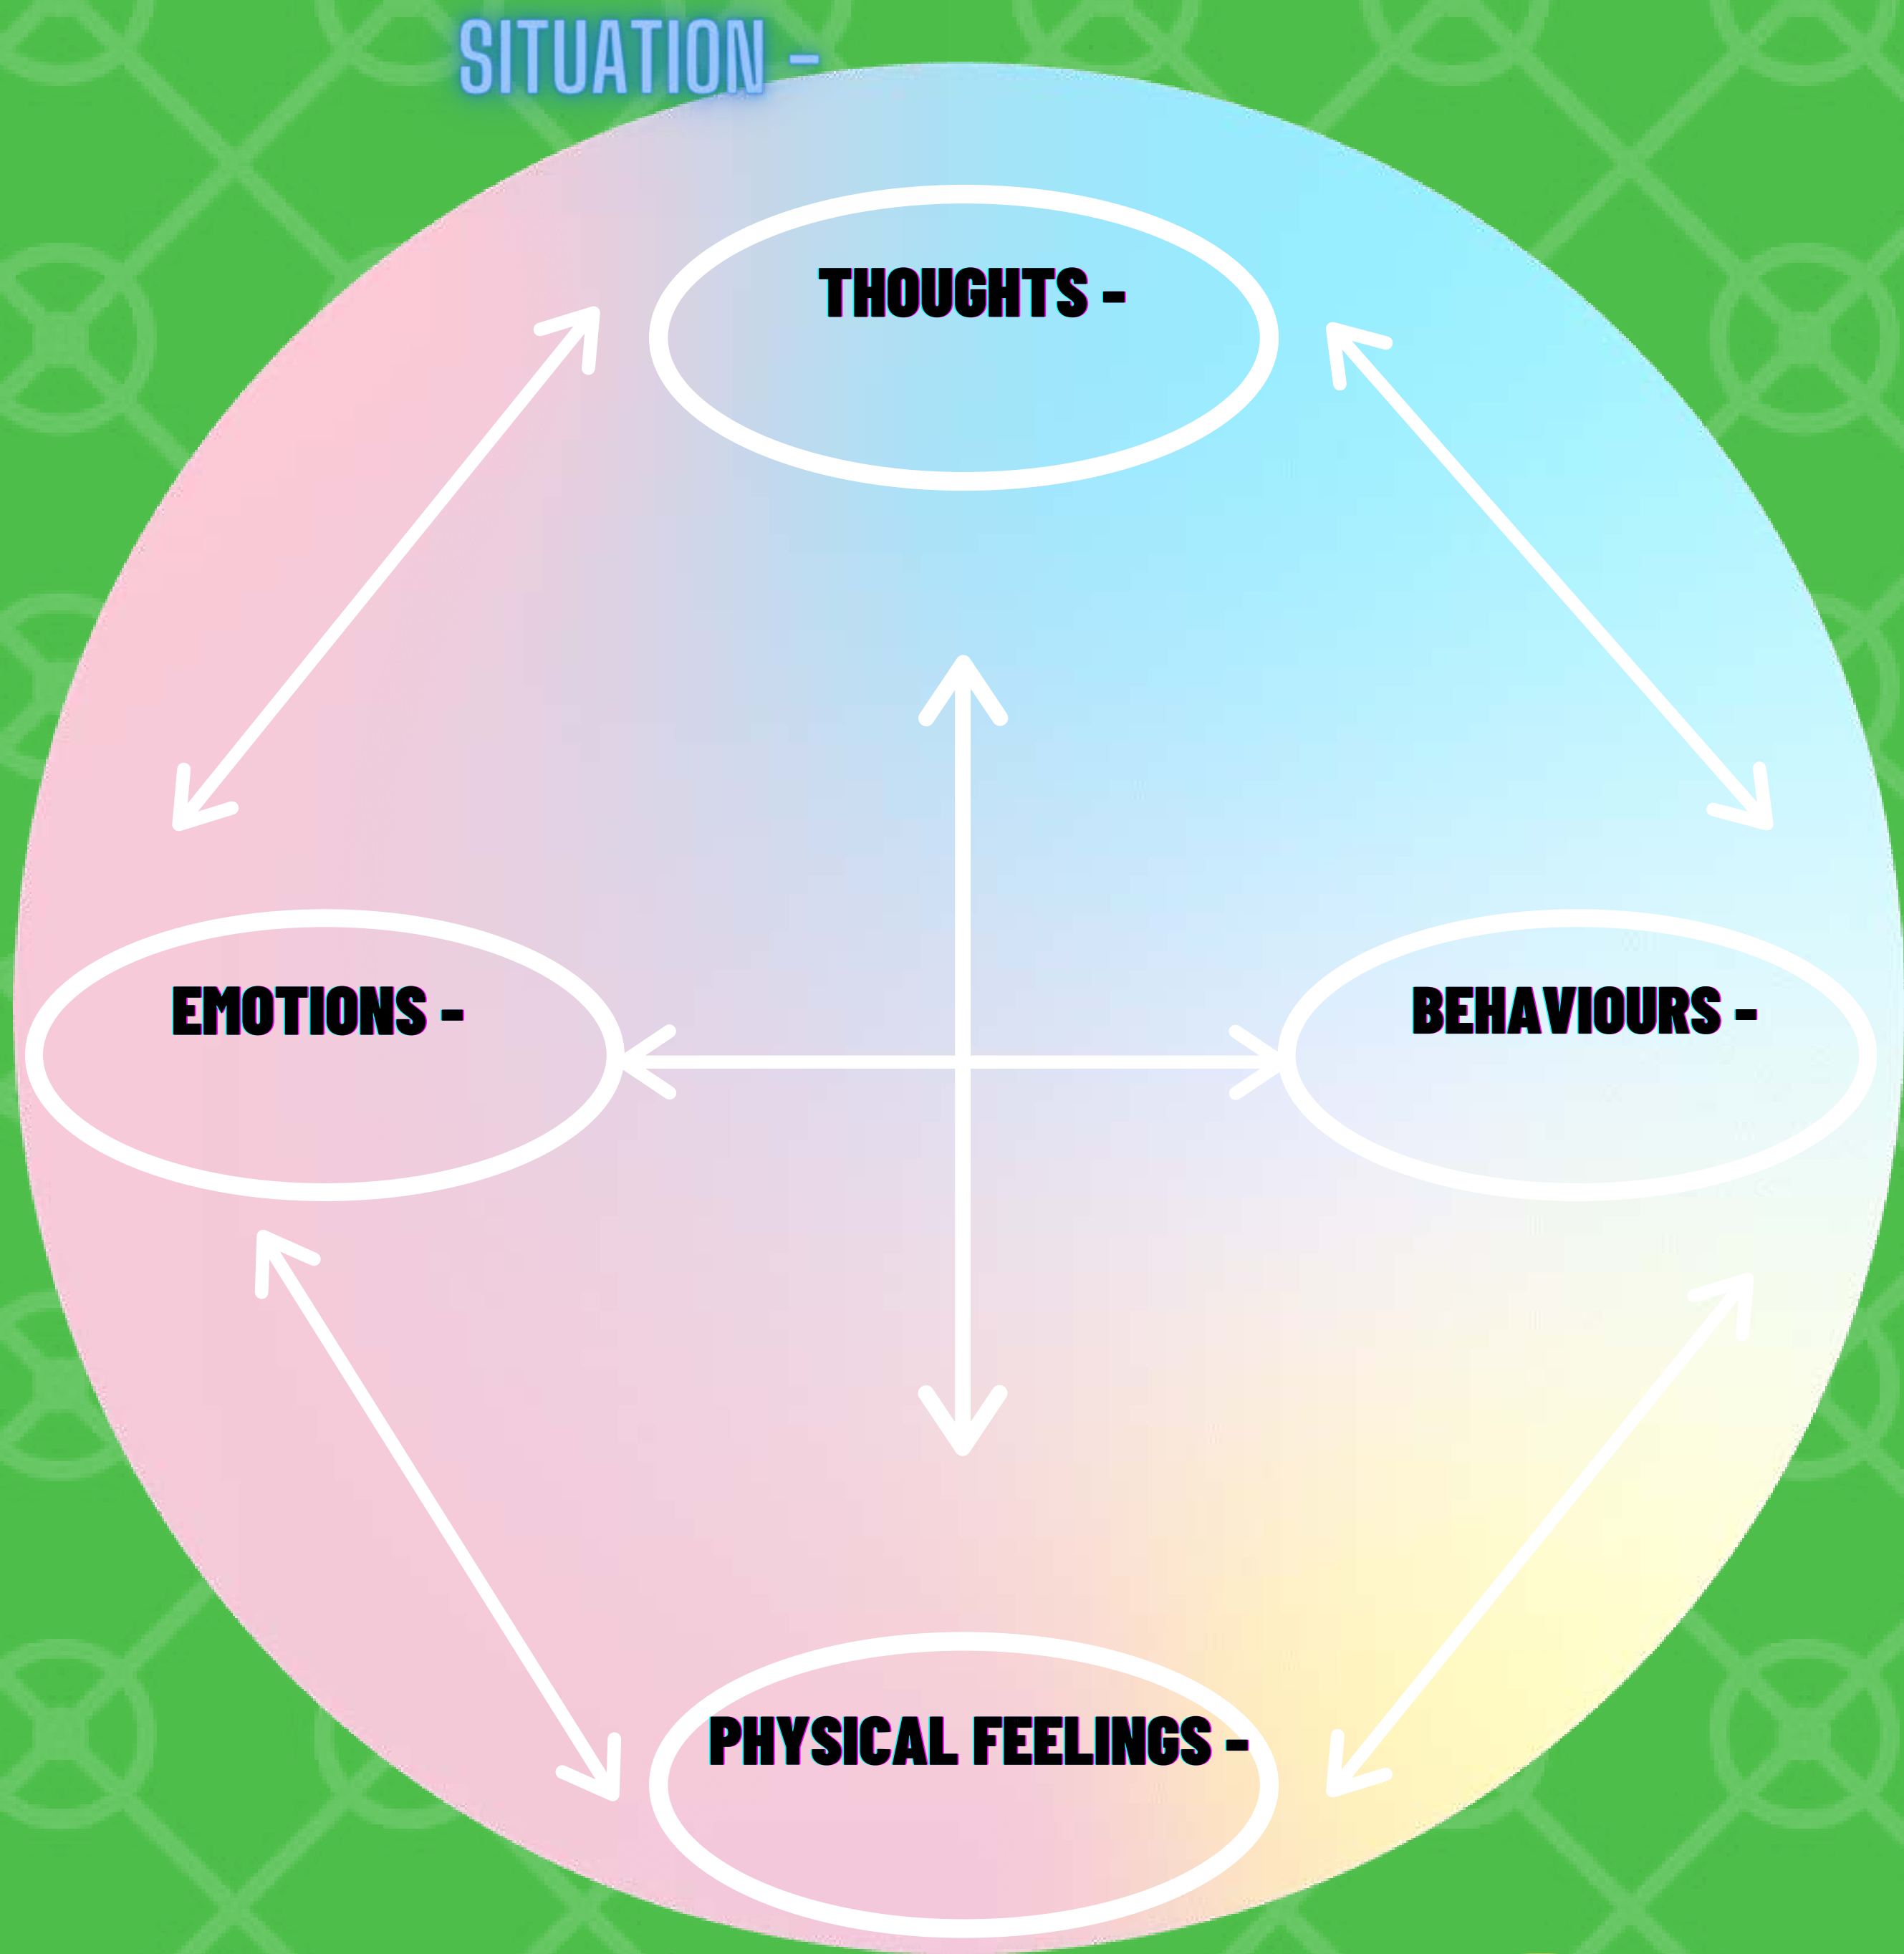 SITUATION -
THOUGHTS -
EMOTIONS -
BEHAVIOURS -
PHYSICAL FEELINGS -